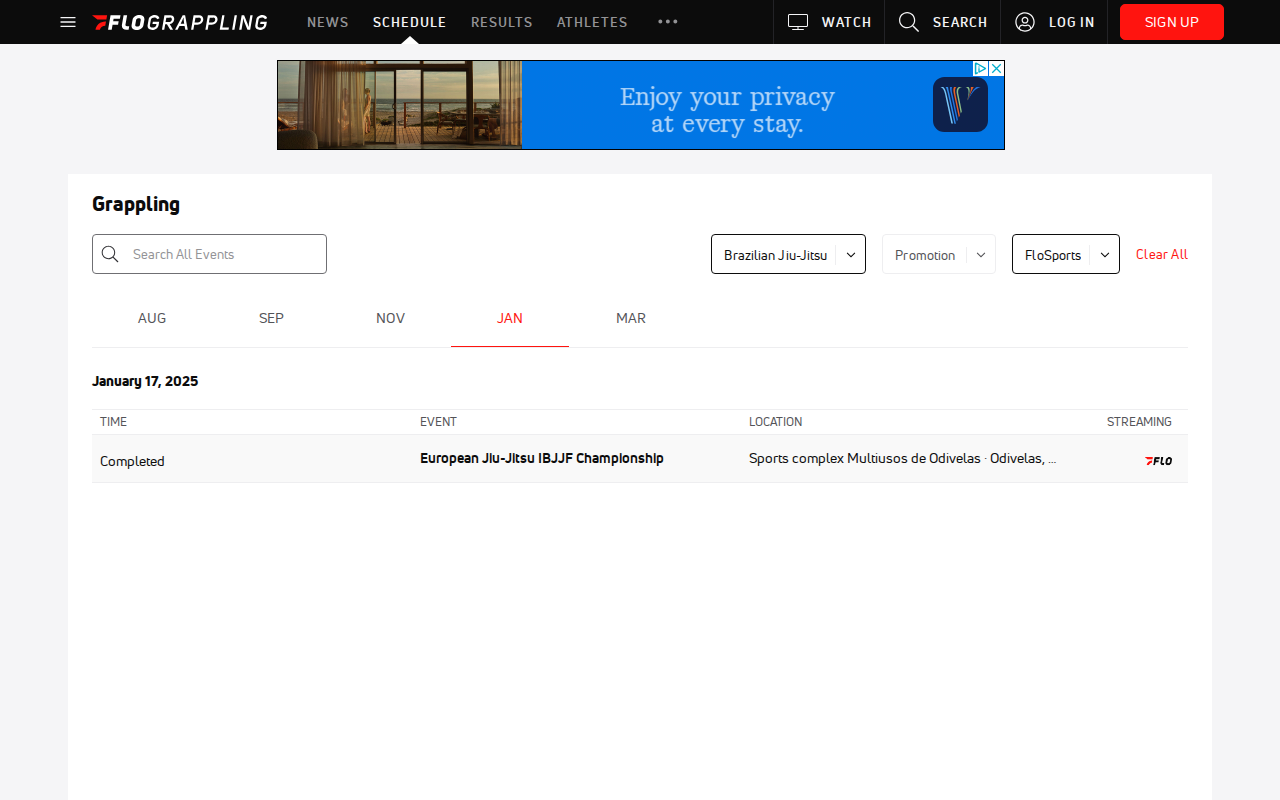 FLOGRAPPLING NEWS SCHEDULE RESULTS ATHLETES WATCH SEARCH LOG IN SIGN UP
Enjoy your privacy
at every stay.
Grappling
Search All Events Brazilian Jiu-Jitsu Promotion FloSports Clear All
AUG SEP NOV JAN MAR
January 17, 2025
TIME EVENT LOCATION STREAMING
Completed European Jiu-Jitsu IBJJF Championship Sports complex Multiusos de Odivelas · Odivelas, ... FLO